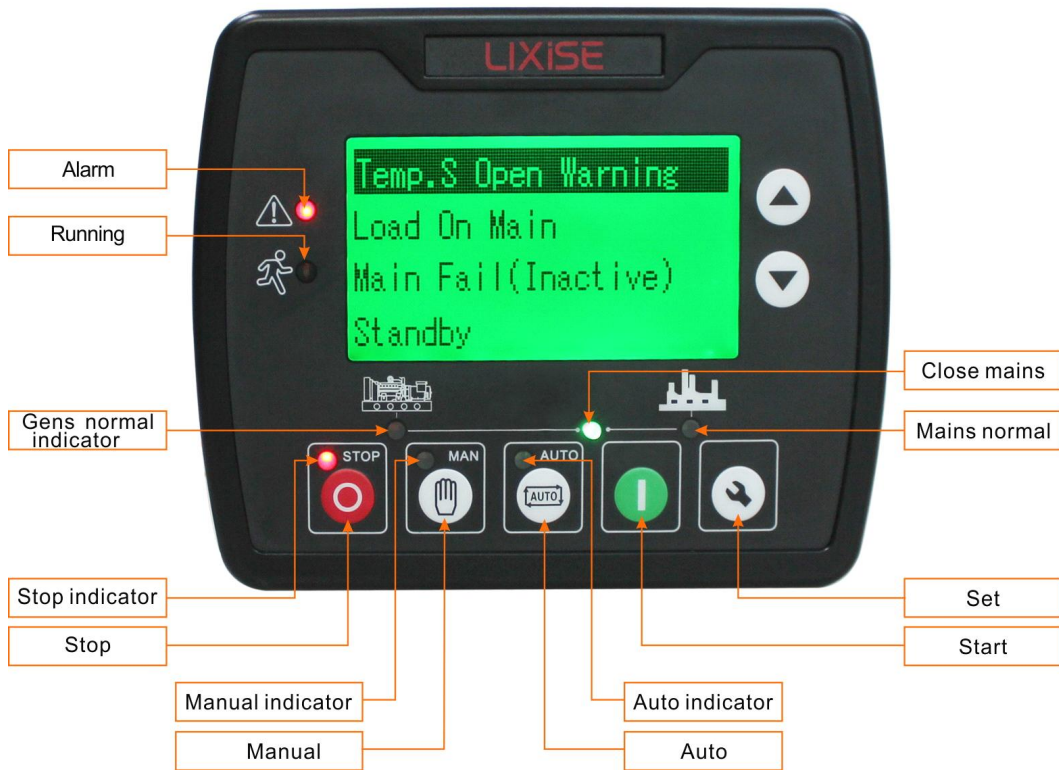 LIXiSE
Temp.S Open Warning
Load On Main
Main Fail(Inactive)
Standby
Alarm
Running
Gens normal
indicator
Close mains
Mains normal
STOP
MAN
AUTO
AUTO
Stop indicator
Stop
Manual indicator
Manual
Auto indicator
Auto
Set
Start